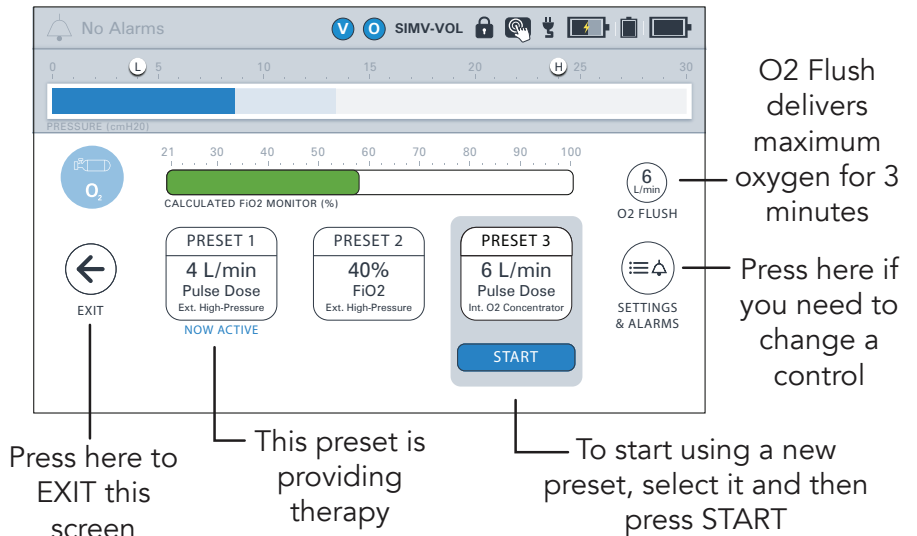 No Alarms
V O SIMV-VOL
0 L 5 10 15 20 H 25 30
PRESSURE (cmH20)
O2
21 30 40 50 60 70 80 90 100
CALCULATED FiO2 MONITOR (%)
6
L/min
O2 FLUSH
EXIT
PRESET 1
4 L/min
Pulse Dose
Ext. High-Pressure
NOW ACTIVE
PRESET 2
40%
FiO2
Ext. High-Pressure
PRESET 3
6 L/min
Pulse Dose
Int. O2 Concentrator
START
SETTINGS
& ALARMS
O2 Flush
delivers
maximum
oxygen for 3
minutes
Press here if
you need to
change a
control
Press here to
EXIT this
screen
This preset is
providing
therapy
To start using a new
preset, select it and then
press START